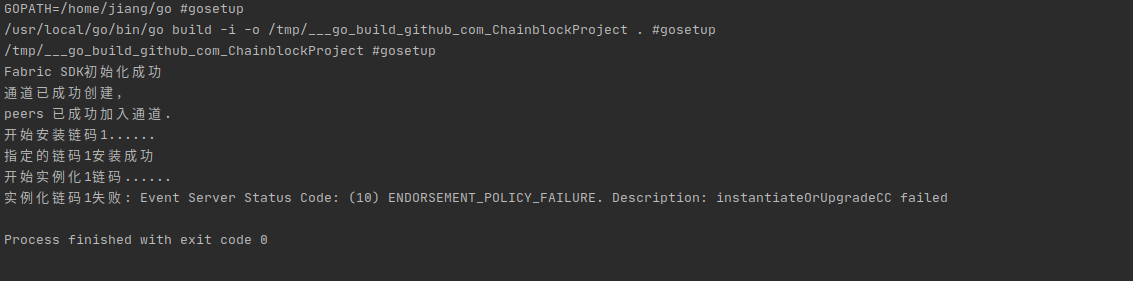 GOPATH=/home/jiang/go #gosetup
/usr/local/go/bin/go build -i -o /tmp/___go_build_github_com_ChainblockProject . #gosetup
/tmp/___go_build_github_com_ChainblockProject #gosetup
Fabric SDK初始化成功
通道已成功创建，
peers 已成功加入通道.
开始安装链码1......
指定的链码1安装成功
开始实例化1链码......
实例化链码1失败: Event Server Status Code: (10) ENDORSEMENT_POLICY_FAILURE. Description: instantiateOrUpgradeCC failed
Process finished with exit code 0